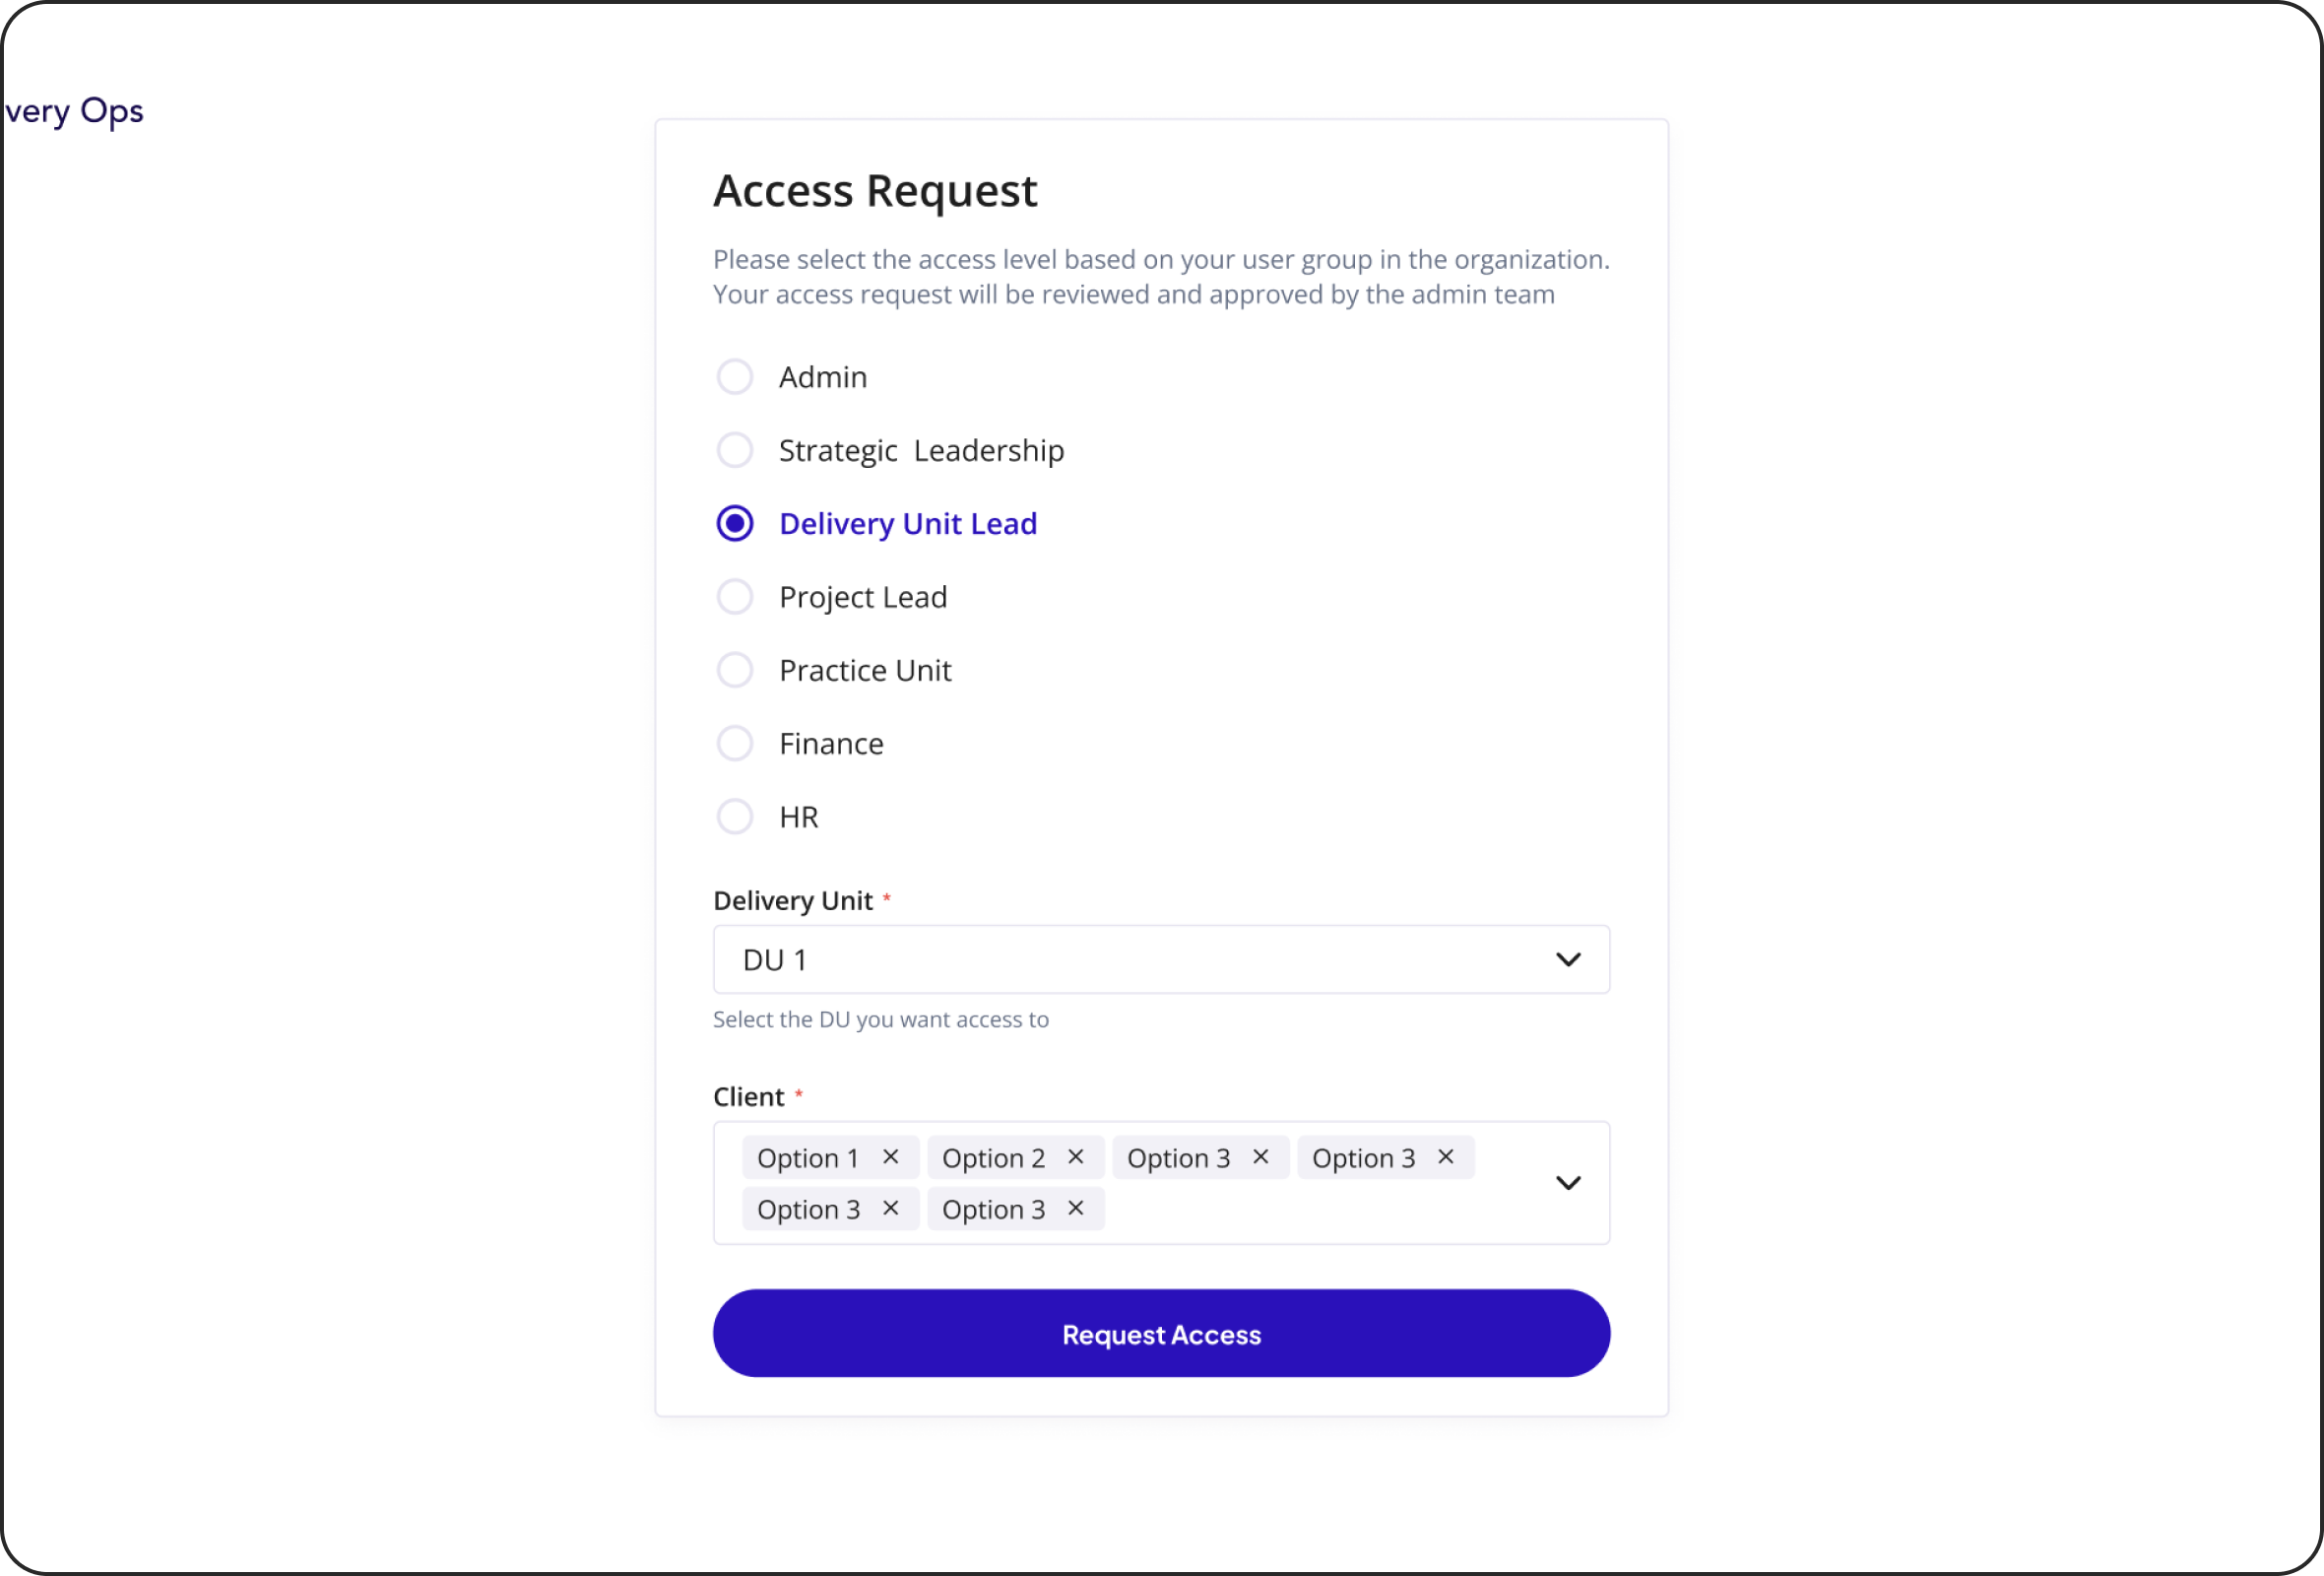 very Ops
Access Request
Please select the access level based on your user group in the organization.
Your access request will be reviewed and approved by the admin team
Admin
Strategic  Leadership
Delivery Unit Lead
Project Lead
Practice Unit
Finance
HR
Delivery Unit *
DU 1
Select the DU you want access to
Client *
Option 1 × Option 2 × Option 3 × Option 3 ×
Option 3 × Option 3 ×
Request Access